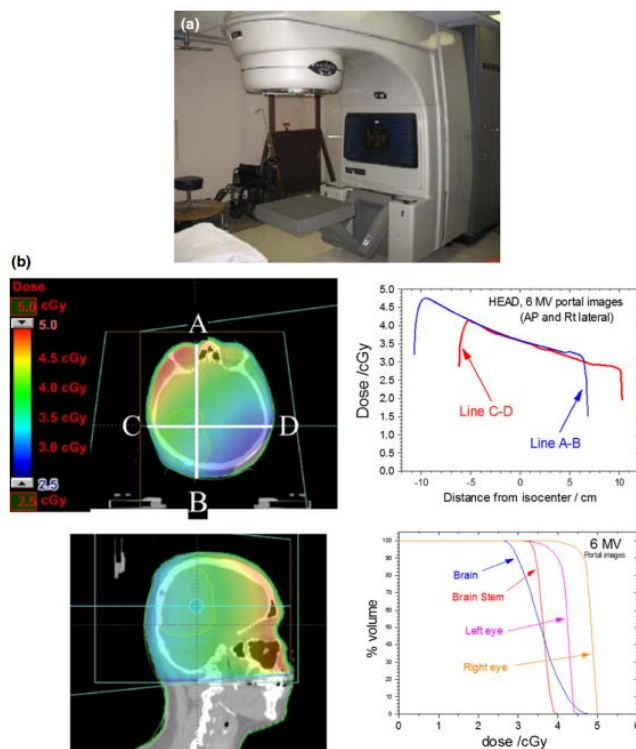 (a)
(b)
Dose
5.0
cGy
5.0
4.5 cGy
4.0 cGy
3.5 cGy
3.0 cGy
2.5
2.5 cGy
A
C
D
B
5.0
4.5
4.0
3.5
3.0
2.5
2.0
1.5
1.0
0.5
0.0
Dose /cGy
HEAD, 6 MV portal images
(AP and Rt lateral)
Line C-D
Line A-B
-10
-5
0
5
10
Distance from isocenter / cm
100
90
80
70
60
50
40
30
20
10
0
% volume
6 MV
Portal images
Brain
Brain Stem
Left eye
Right eye
0
1
2
3
4
5
6
dose /cGy